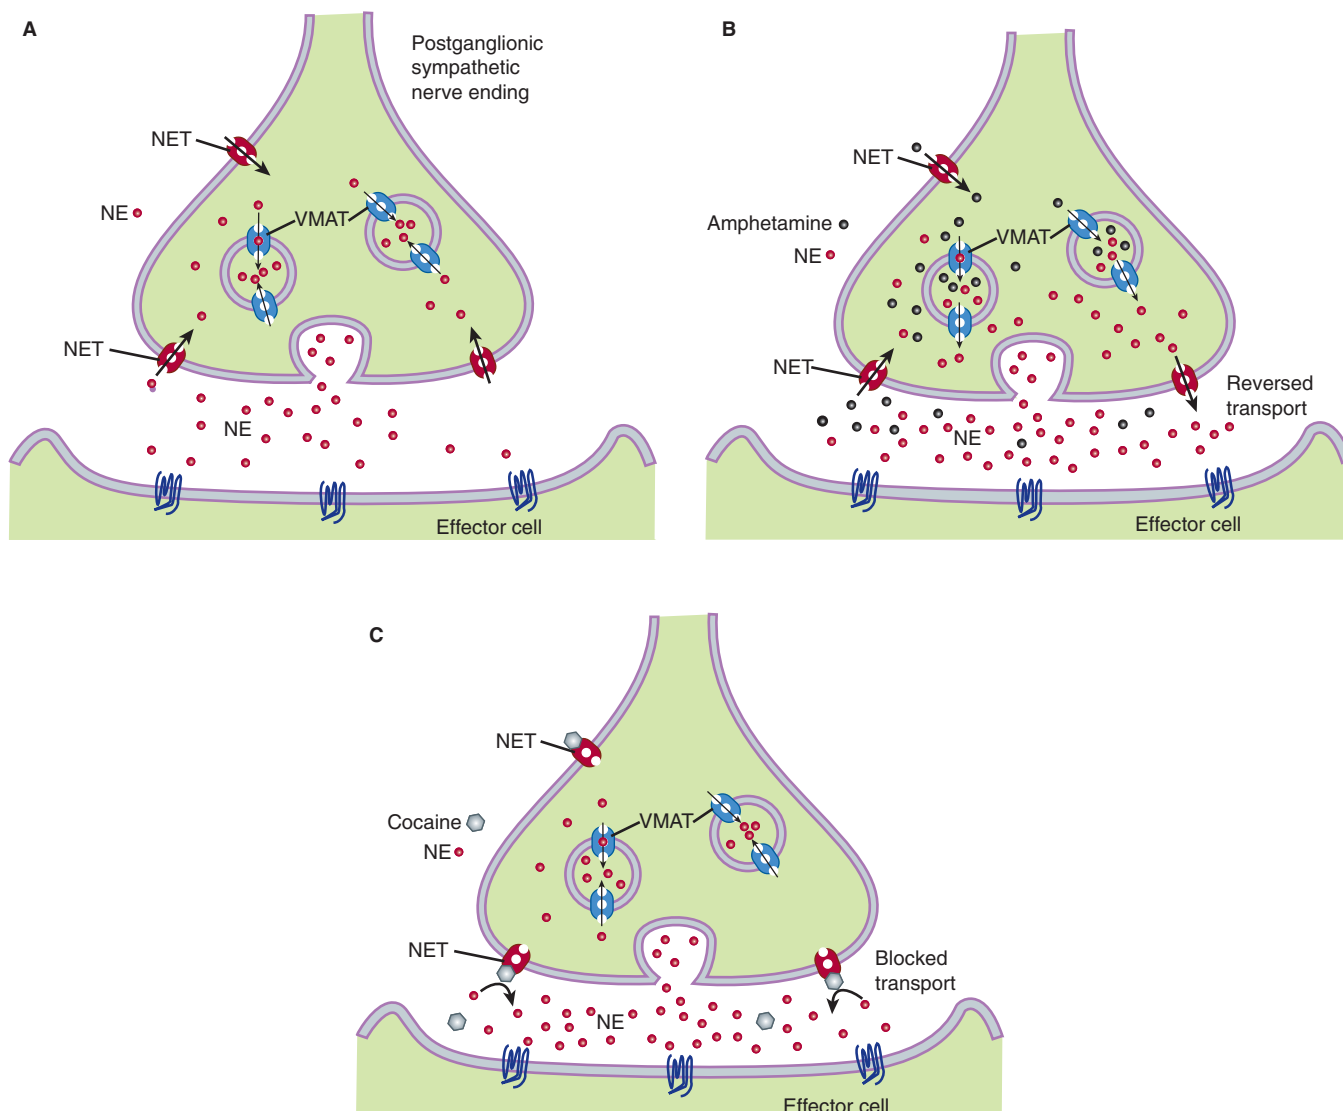 A
Postganglionic
sympathetic
nerve ending
NET
NE
VMAT
NET
NE
Effector cell
B
NET
Amphetamine
NE
VMAT
NET
Reversed
transport
NE
Effector cell
C
NET
Cocaine
NE
VMAT
NET
Blocked
transport
NE
Effector cell